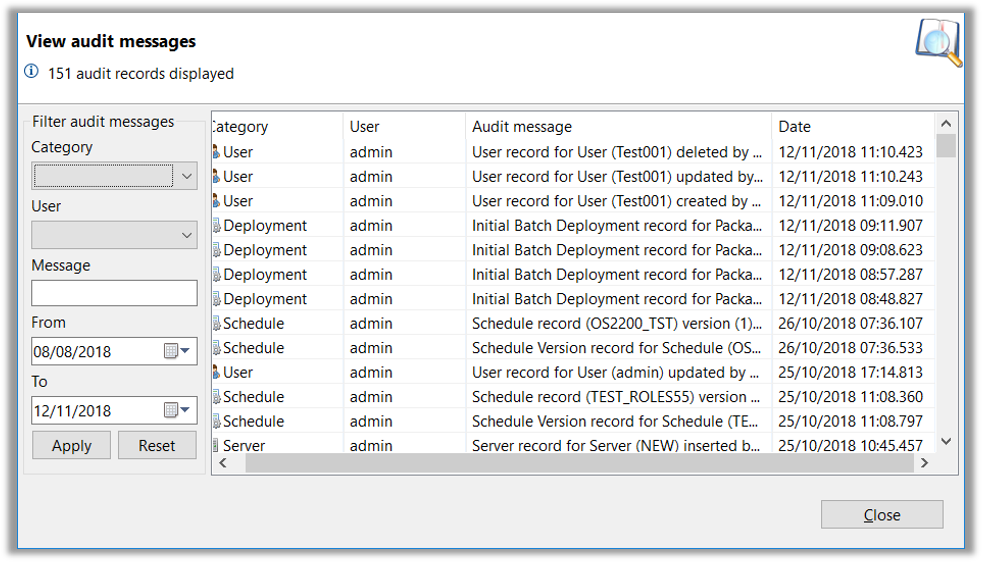 View audit messages
151 audit records displayed
Filter audit messages
Category
User
Message
From
08/08/2018
To
12/11/2018
Apply Reset
Category User Audit message Date
User admin User record for User (Test001) deleted by ... 12/11/2018 11:10.423
User admin User record for User (Test001) updated by ... 12/11/2018 11:10.243
User admin User record for User (Test001) created by ... 12/11/2018 11:09.010
Deployment admin Initial Batch Deployment record for Packa... 12/11/2018 09:11.907
Deployment admin Initial Batch Deployment record for Packa... 12/11/2018 09:08.623
Deployment admin Initial Batch Deployment record for Packa... 12/11/2018 08:57.287
Deployment admin Initial Batch Deployment record for Packa... 12/11/2018 08:48.827
Schedule admin Schedule record (OS2200_TST) version (1)... 26/10/2018 07:36.107
Schedule admin Schedule Version record for Schedule (OS... 26/10/2018 07:36.533
User admin User record for User (admin) updated by ... 25/10/2018 17:14.813
Schedule admin Schedule record (TEST_ROLES55) version ... 25/10/2018 11:08.360
Schedule admin Schedule Version record for Schedule (TE... 25/10/2018 11:08.797
Server admin Server record for Server (NEW) inserted b... 25/10/2018 10:45.457
Close